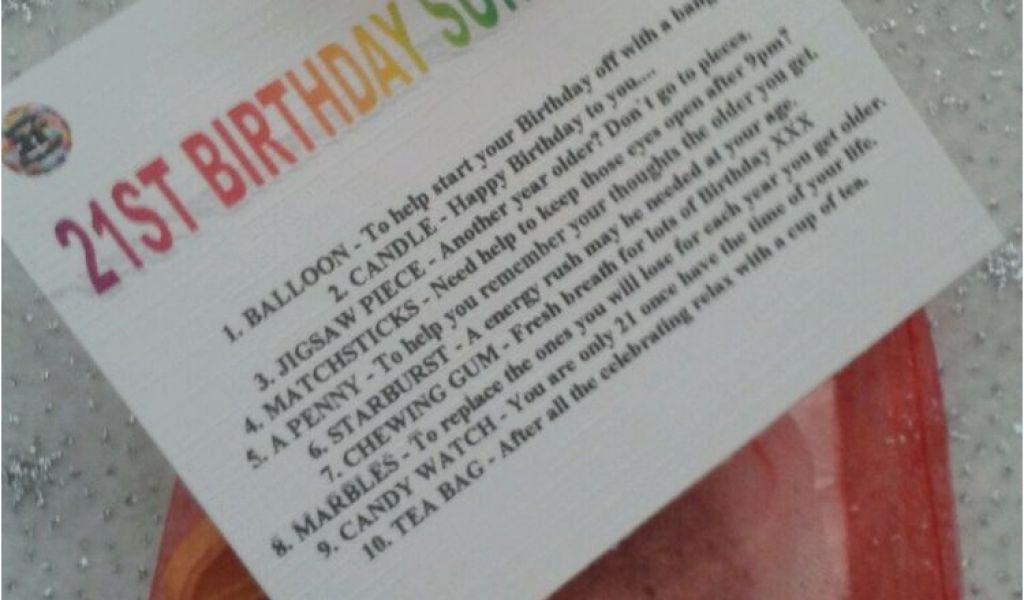 21ST BIRTHDAY
1. BALLOON - To help start your Birthday off with a bang
2. CANDLE - Happy Birthday to you....
3. JIGSAW PIECE - Another year older? Don't go to pieces.
4. MATCHSTICKS - Need help to keep those eyes open after 9pm?
5. A PENNY - To help you remember your thoughts the older you get.
6. STARBURST - A energy rush may be needed at your age.
7. CHEWING GUM - Fresh breath for lots of Birthday XXX
8. MARBLES - To replace the ones you will lose for each year you get older.
9. CANDY WATCH - You are only 21 once have the time of your life.
10. TEA BAG - After all the celebrating relax with a cup of tea.